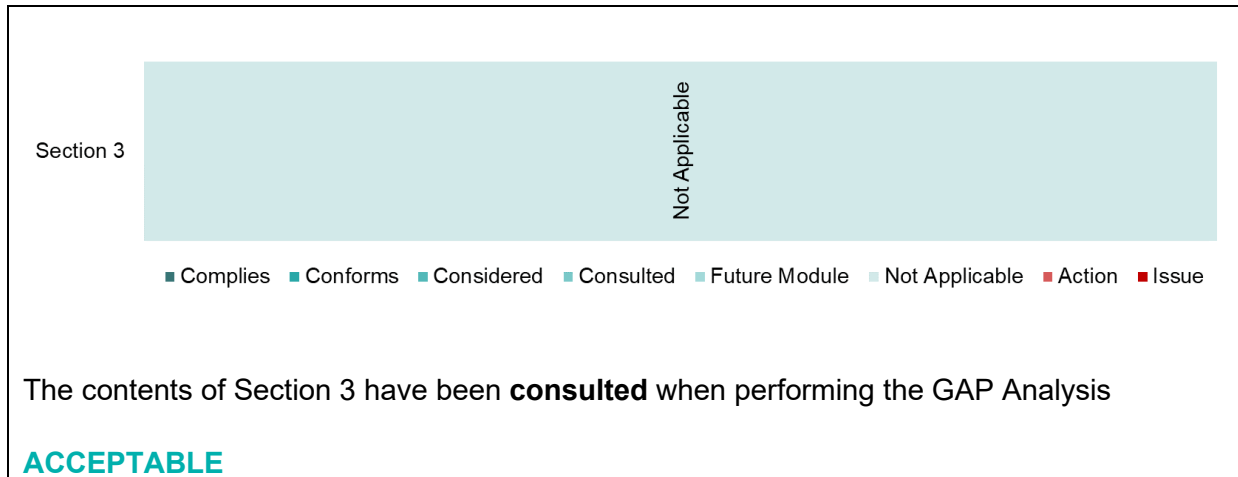 Not Applicable
Section 3
Complies Conforms Considered Consulted Future Module Not Applicable Action Issue
The contents of Section 3 have been consulted when performing the GAP Analysis
ACCEPTABLE